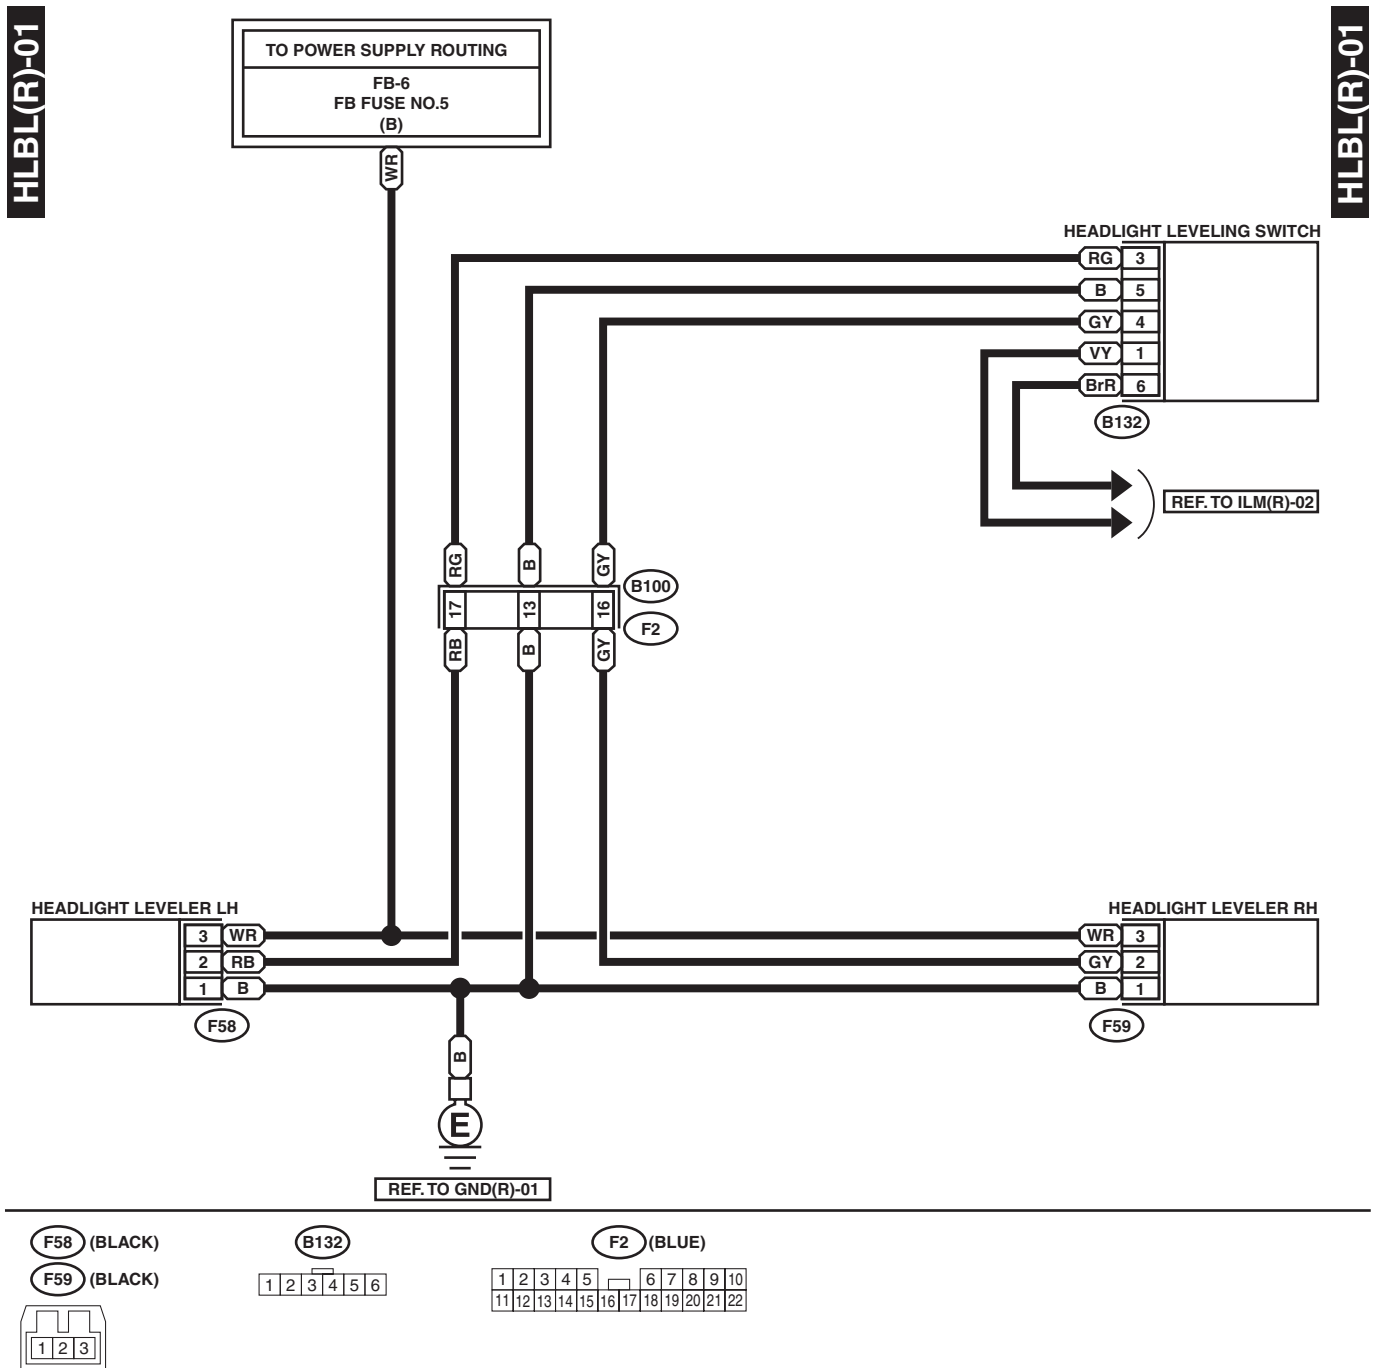 HLBL(R)-01
HLBL(R)-01
TO POWER SUPPLY ROUTING
FB-6
FB FUSE NO.5
(B)
WR
HEADLIGHT LEVELING SWITCH
RG 3
B 5
GY 4
VY 1
BrR 6
B132
REF. TO ILM(R)-02
RG B GY
B100
17 13 16
F2
RB B GY
HEADLIGHT LEVELER LH
3 WR
2 RB
1 B
F58
HEADLIGHT LEVELER RH
WR 3
GY 2
B 1
F59
B
E
REF. TO GND(R)-01
F58 (BLACK)
F59 (BLACK)
1 2 3
B132
1 2 3 4 5 6
F2 (BLUE)
1 2 3 4 5 6 7 8 9 10
11 12 13 14 15 16 17 18 19 20 21 22